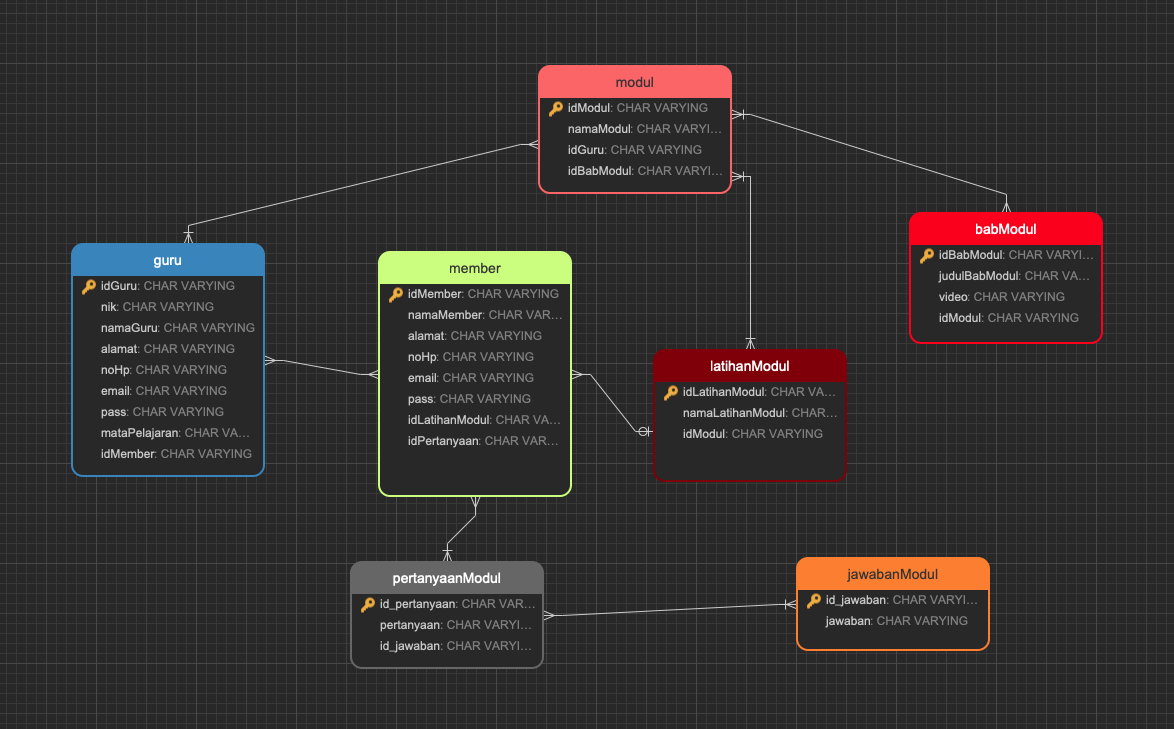 modul
idModul: CHAR VARYING
namaModul: CHAR VARYI...
idGuru: CHAR VARYING
idBabModul: CHAR VARYI...
babModul
idBabModul: CHAR VARYI...
judulBabModul: CHAR VA...
video: CHAR VARYING
idModul: CHAR VARYING
guru
idGuru: CHAR VARYING
nik: CHAR VARYING
namaGuru: CHAR VARYING
alamat: CHAR VARYING
noHp: CHAR VARYING
email: CHAR VARYING
pass: CHAR VARYING
mataPelajaran: CHAR VA...
idMember: CHAR VARYING
member
idMember: CHAR VARYING
namaMember: CHAR VAR...
alamat: CHAR VARYING
noHp: CHAR VARYING
email: CHAR VARYING
pass: CHAR VARYING
idLatihanModul: CHAR VA...
idPertanyaan: CHAR VAR...
latihanModul
idLatihanModul: CHAR VA...
namaLatihanModul: CHAR...
idModul: CHAR VARYING
pertanyaanModul
id_pertanyaan: CHAR VAR...
pertanyaan: CHAR VARYI...
id_jawaban: CHAR VARYI...
jawabanModul
id_jawaban: CHAR VARYI...
jawaban: CHAR VARYING